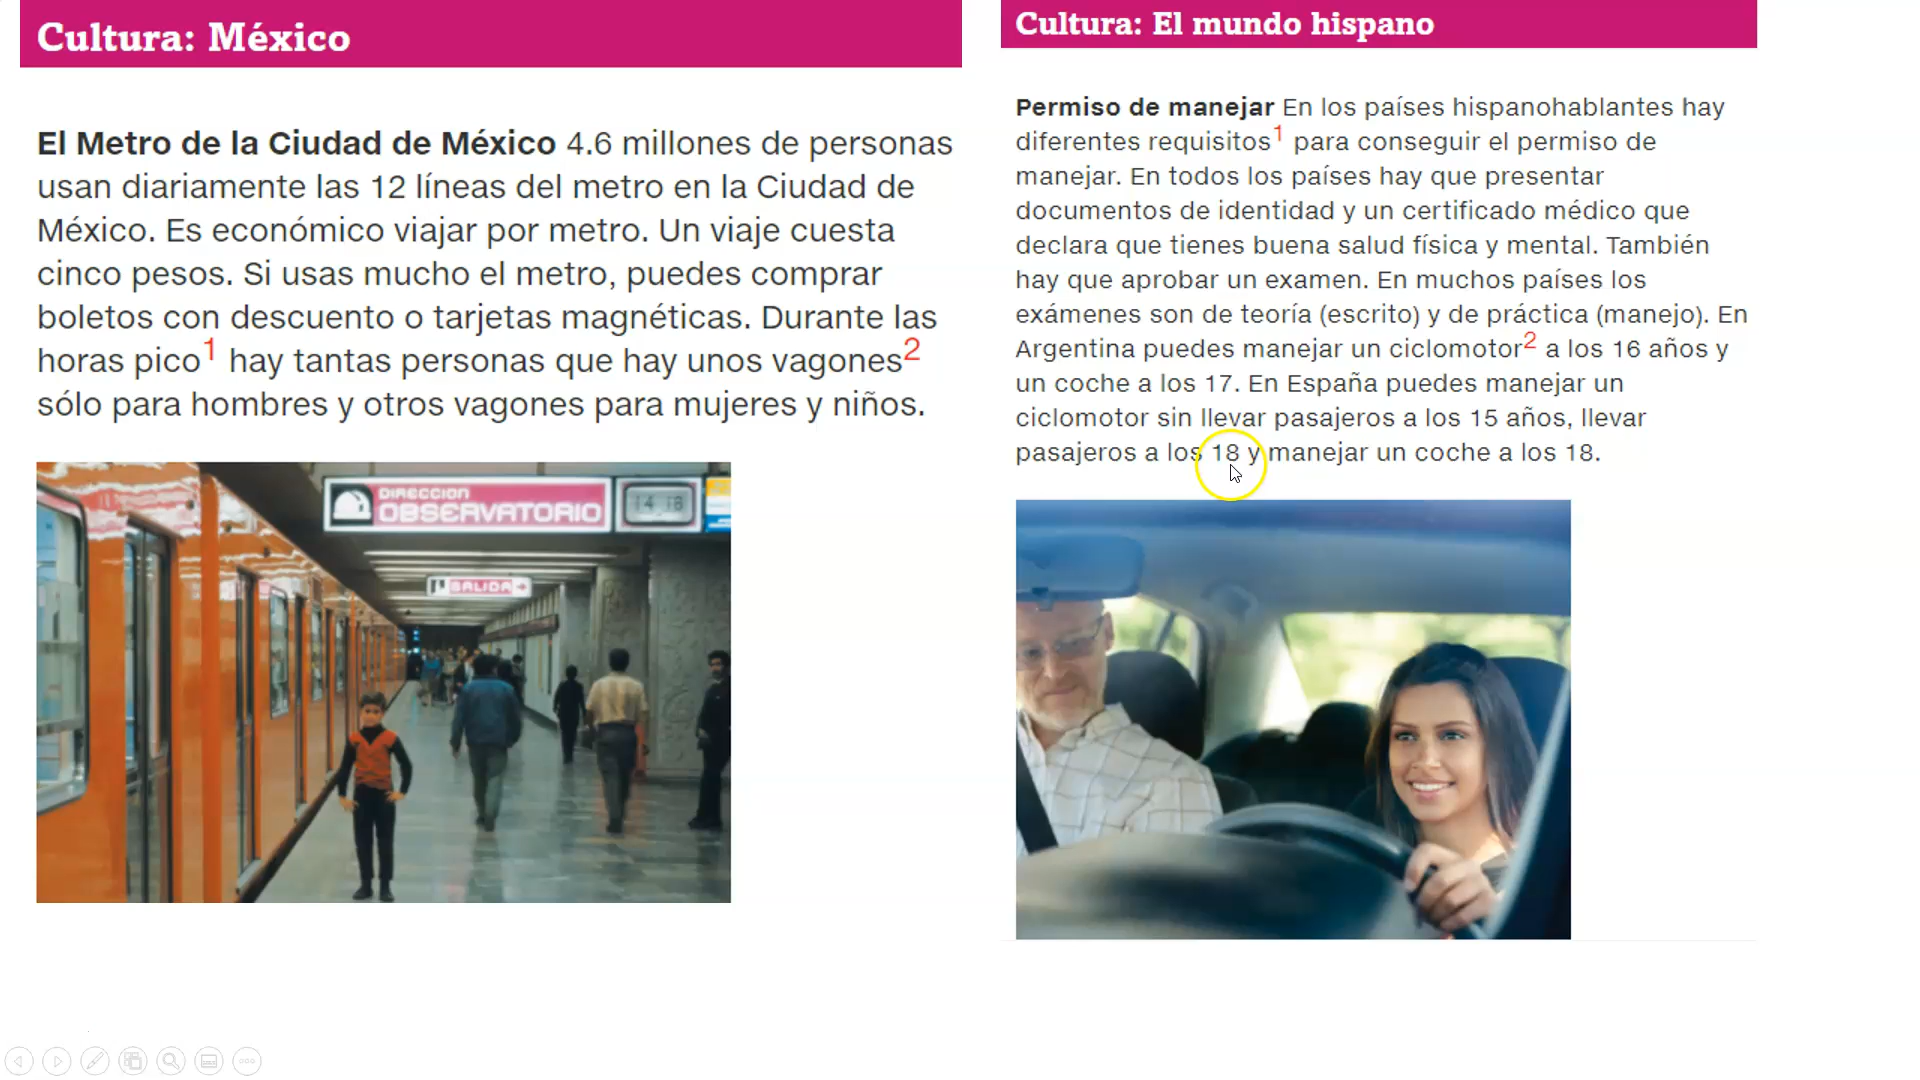 Cultura: México
El Metro de la Ciudad de México 4.6 millones de personas
usan diariamente las 12 líneas del metro en la Ciudad de
México. Es económico viajar por metro. Un viaje cuesta
cinco pesos. Si usas mucho el metro, puedes comprar
boletos con descuento o tarjetas magnéticas. Durante las
horas pico1 hay tantas personas que hay unos vagones2
sólo para hombres y otros vagones para mujeres y niños.
DIRECCION
OBSERVATORIO
14 18
SALIDA
Cultura: El mundo hispano
Permiso de manejar En los países hispanohablantes hay
diferentes requisitos1 para conseguir el permiso de
manejar. En todos los países hay que presentar
documentos de identidad y un certificado médico que
declara que tienes buena salud física y mental. También
hay que aprobar un examen. En muchos países los
exámenes son de teoría (escrito) y de práctica (manejo). En
Argentina puedes manejar un ciclomotor2 a los 16 años y
un coche a los 17. En España puedes manejar un
ciclomotor sin llevar pasajeros a los 15 años, llevar
pasajeros a los 18 y manejar un coche a los 18.